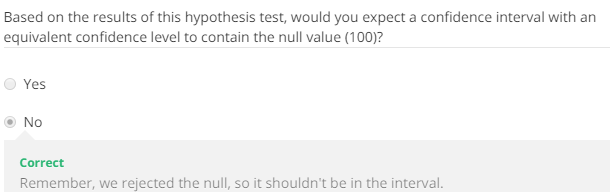 Based on the results of this hypothesis test, would you expect a confidence interval with an
equivalent confidence level to contain the null value (100)?
Yes
No
Correct
Remember, we rejected the null, so it shouldn't be in the interval.